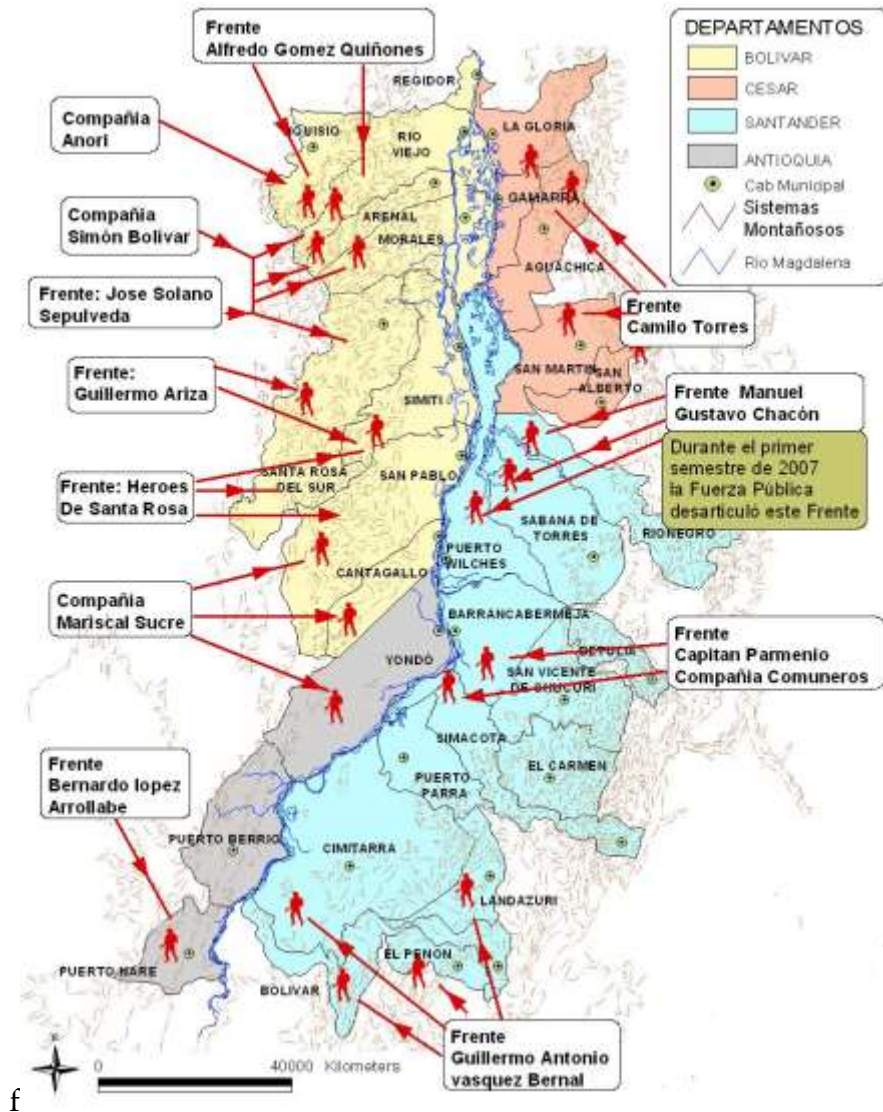 Frente
Alfredo Gomez Quiñones
Compañia
Anori
Compañia
Simón Bolivar
Frente: Jose Solano
Sepulveda
Frente:
Guillermo Ariza
Frente: Heroes
De Santa Rosa
Compañia
Mariscal Sucre
Frente
Bernardo lopez
Arrollabe
DEPARTAMENTOS
BOLIVAR
CESAR
SANTANDER
ANTIOQUIA
Cab Municipal
Sistemas
Montañosos
Rio Magdalena
Frente
Camilo Torres
Frente Manuel
Gustavo Chacón
Durante el primer
semestre de 2007
la Fuerza Pública
desarticuló este Frente
Frente
Capitan Parmenio
Compañia Comuneros
Frente
Guillermo Antonio
vasquez Bernal
REGIDOR
RIO
VIEJO
LA GLORIA
GAMARRA
ARENAL
MORALES
AGUACHICA
SAN MARTIN
SAN
ALBERTO
SIMITI
SANTA ROSA
DEL SUR
SAN PABLO
SABANA DE
TORRES
RIONEGRO
PUERTO
WILCHES
CANTAGALLO
BARRANCABERMEJA
YONDO
BETULIA
SAN VICENTE
DE CHUCURI
SIMACOTA
EL CARMEN
PUERTO
PARRA
PUERTO BERRIO
CIMITARRA
LANDAZURI
PUERTO NARE
EL PEÑON
BOLIVAR
0 40000 Kilometers
f